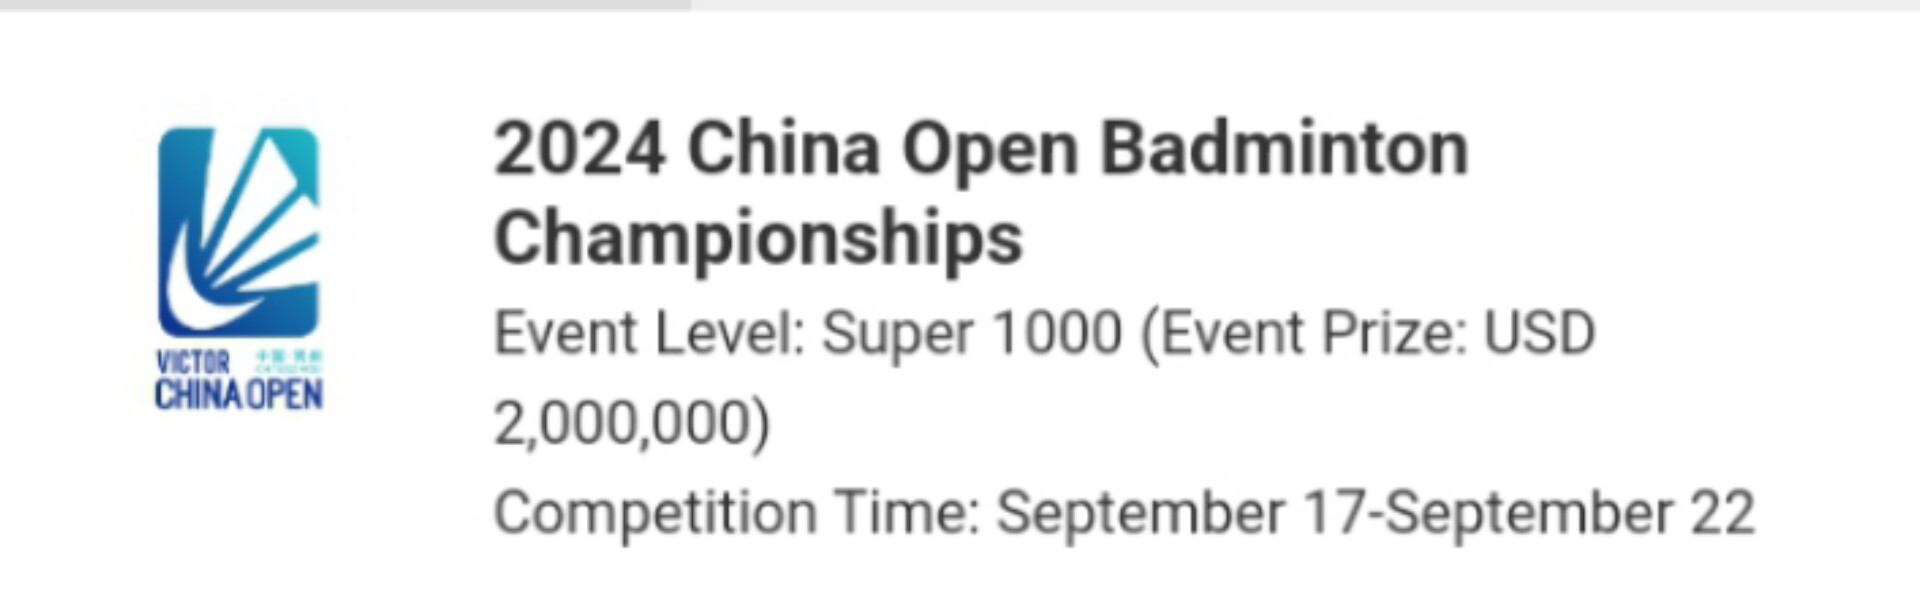 2024 China Open Badminton
Championships
Event Level: Super 1000 (Event Prize: USD
2,000,000)
Competition Time: September 17-September 22
VICTOR
CHINA OPEN